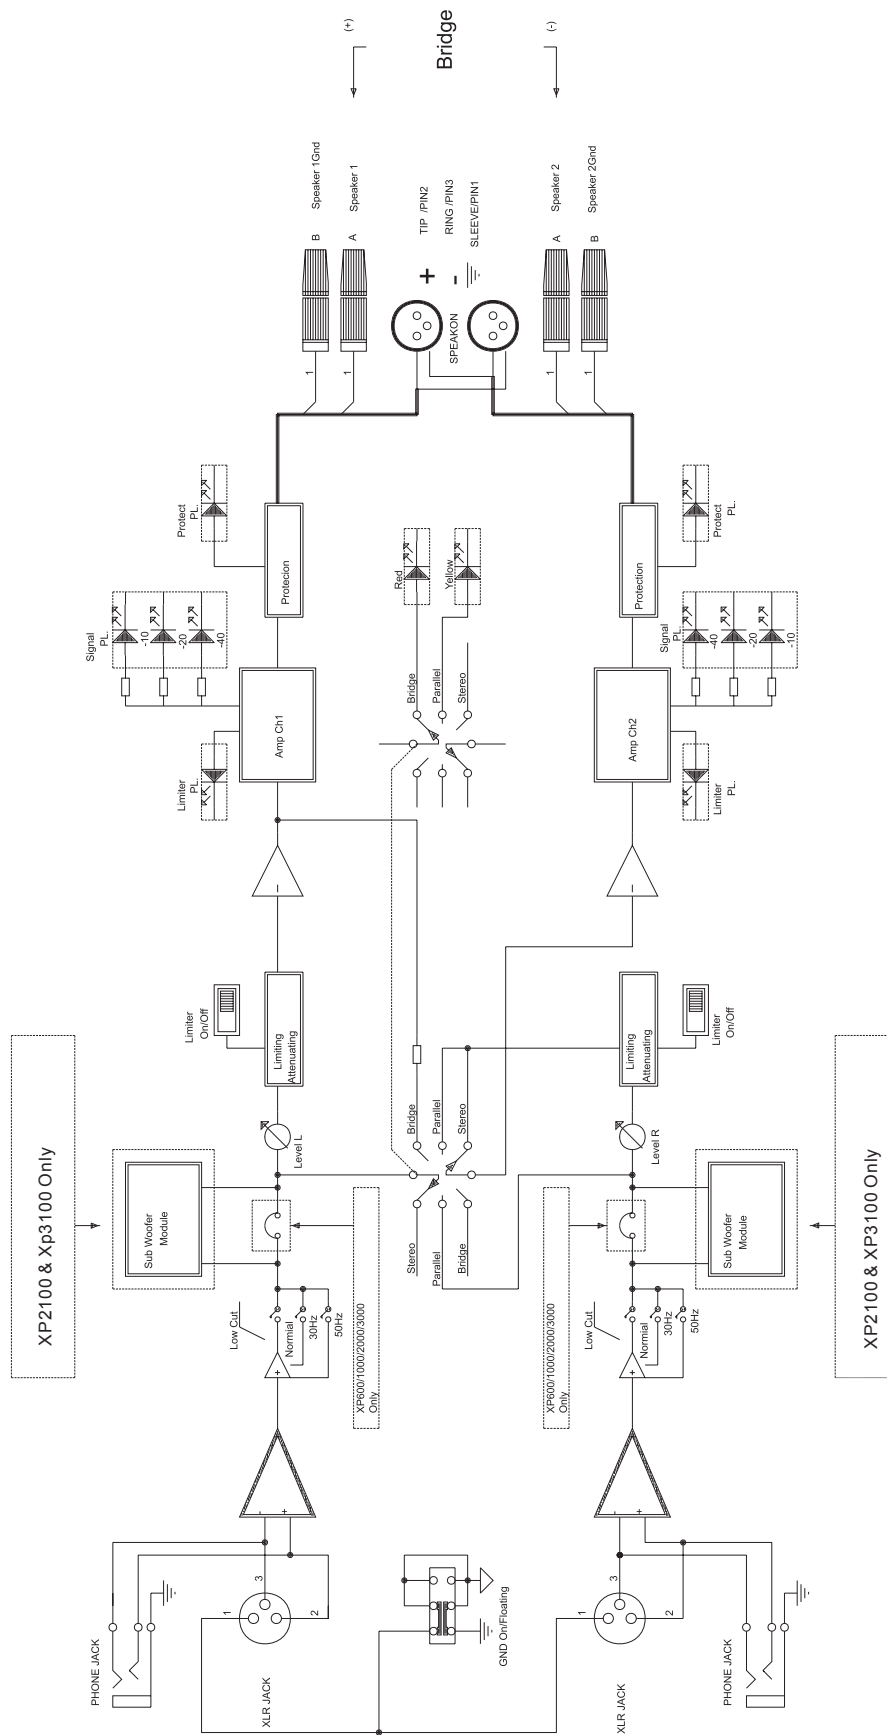 PHONE JACK
XLR JACK
1
3
2
-
+
Low Cut
Normial
30Hz
50Hz
XP600/1000/2000/3000
Only
Sub Woofer
Module
XP2100 & Xp3100 Only
Level L
Limiting
Attenuating
Limiter
On/Off
Amp Ch1
Limiter
PL.
Signal
PL.
-10
-20
-40
Protecion
Protect
PL.
1
1
B
Speaker 1Gnd
A
Speaker 1
(+)
Bridge
(-)
GND On/Floating
Stereo
Parallel
Bridge
Bridge
Parallel
Stereo
Bridge
Parallel
Stereo
Red
Yellow
SPEAKON
+
-
TIP /PIN2
RING /PIN3
SLEEVE/PIN1
PHONE JACK
XLR JACK
1
3
2
-
+
Low Cut
Normial
30Hz
50Hz
XP600/1000/2000/3000
Only
Sub Woofer
Module
XP2100 & XP3100 Only
Level R
Limiting
Attenuating
Limiter
On/Off
Amp Ch2
Limiter
PL.
Signal
PL.
-40
-20
-10
Protection
Protect
PL.
1
1
A
Speaker 2
B
Speaker 2Gnd